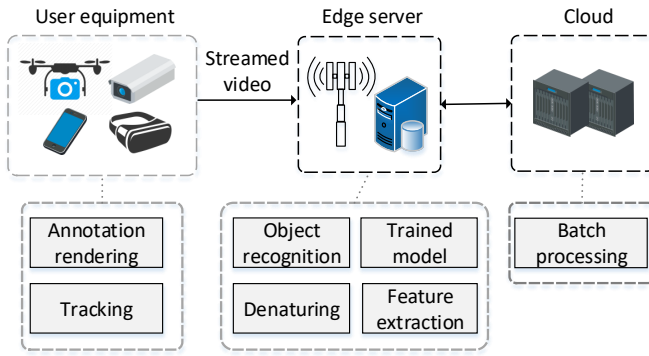 User equipment
Edge server
Cloud
Streamed
video
Annotation
rendering
Tracking
Object
recognition
Trained
model
Denaturing
Feature
extraction
Batch
processing